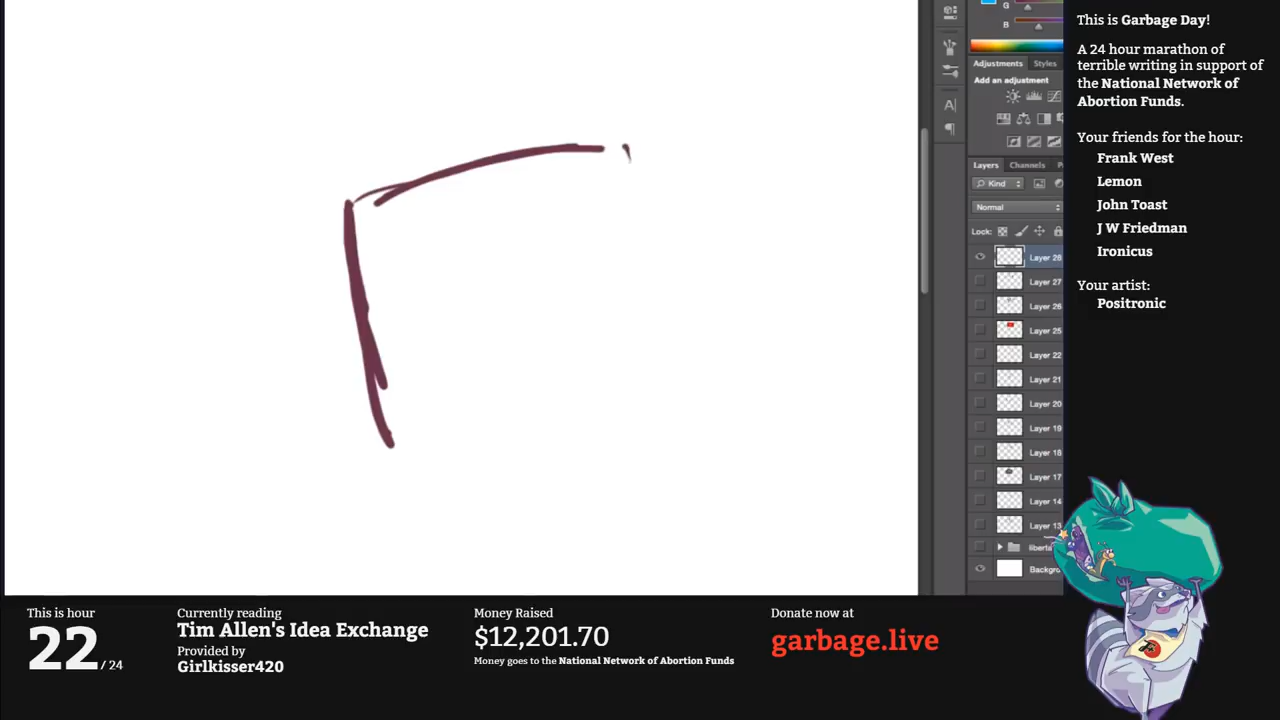 G
B
Adjustments Styles
Add an adjustment
A|
Layers Channels
Kind
Normal
Lock:
Layer 28
Layer 27
Layer 26
Layer 25
Layer 22
Layer 21
Layer 20
Layer 19
Layer 18
Layer 17
Layer 14
Layer 13
This is Garbage Day!
A 24 hour marathon of
terrible writing in support of
the National Network of
Abortion Funds.
Your friends for the hour:
Frank West
Lemon
John Toast
J W Friedman
Ironicus
Your artist:
Positronic
This is hour
22 / 24
Currently reading
Tim Allen's Idea Exchange
Provided by
Girlkisser420
Money Raised
$12,201.70
Money goes to the National Network of Abortion Funds
Donate now at
garbage.live